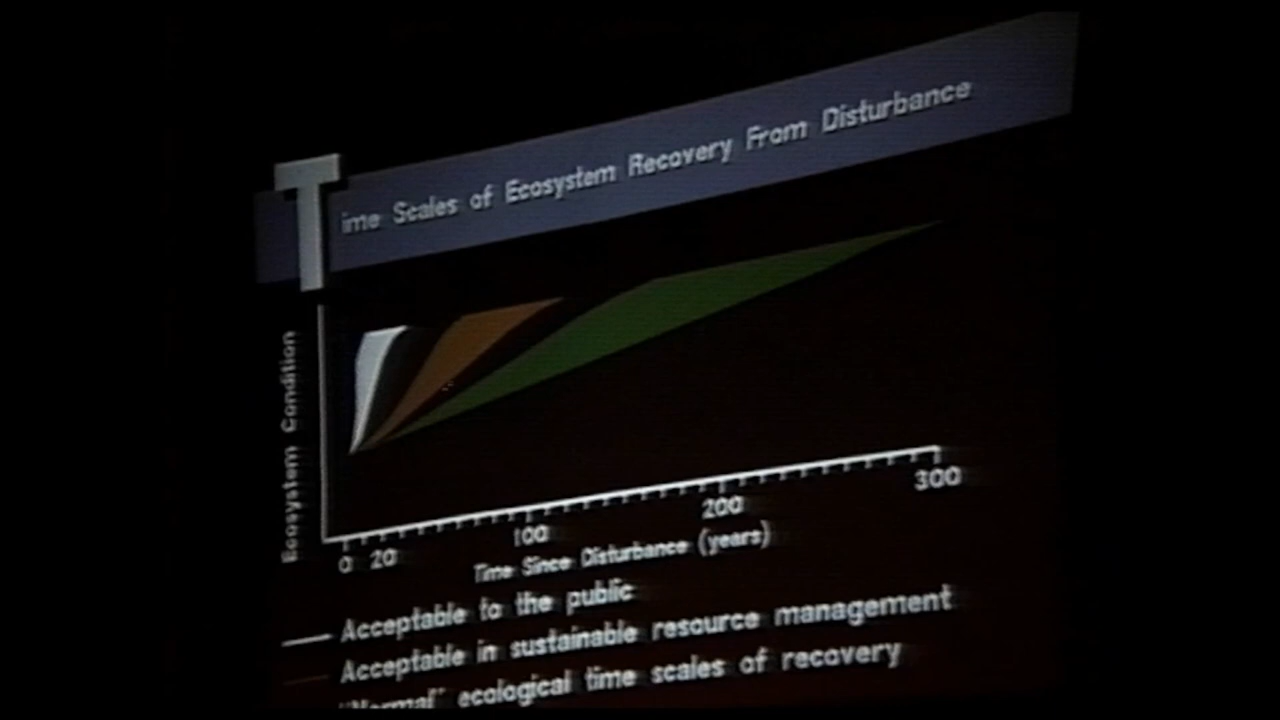 Time Scales of Ecosystem Recovery From Disturbance
Ecosystem Condition
0 20 100 200 300
Time Since Disturbance (years)
Acceptable to the public
Acceptable in sustainable resource management
"Normal" ecological time scales of recovery